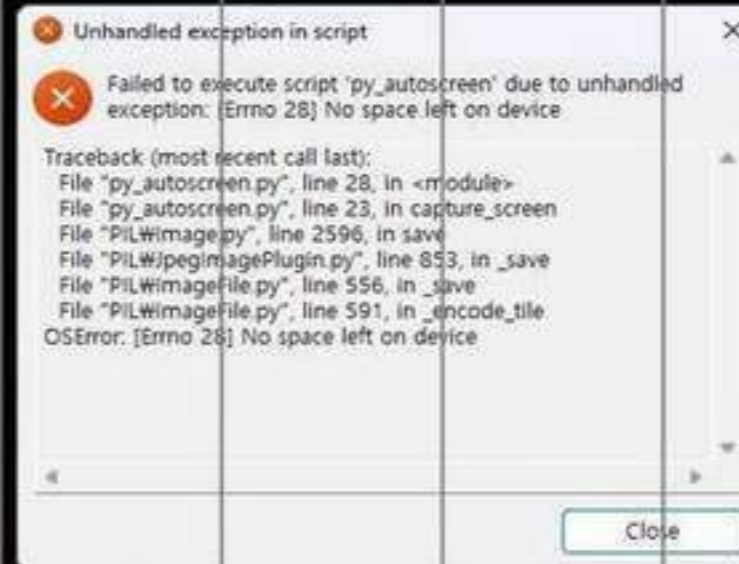 Unhandled exception in script
Failed to execute script 'py_autoscreen' due to unhandled
exception: [Errno 28] No space left on device
Traceback (most recent call last):
File "py_autoscreen.py", line 28, in <module>
File "py_autoscreen.py", line 23, in capture_screen
File "PIL₩Image.py", line 2596, in save
File "PIL₩JpegImagePlugin.py", line 853, in _save
File "PIL₩ImageFile.py", line 556, in _save
File "PIL₩ImageFile.py", line 591, in _encode_tile
OSError: [Errno 28] No space left on device
Close